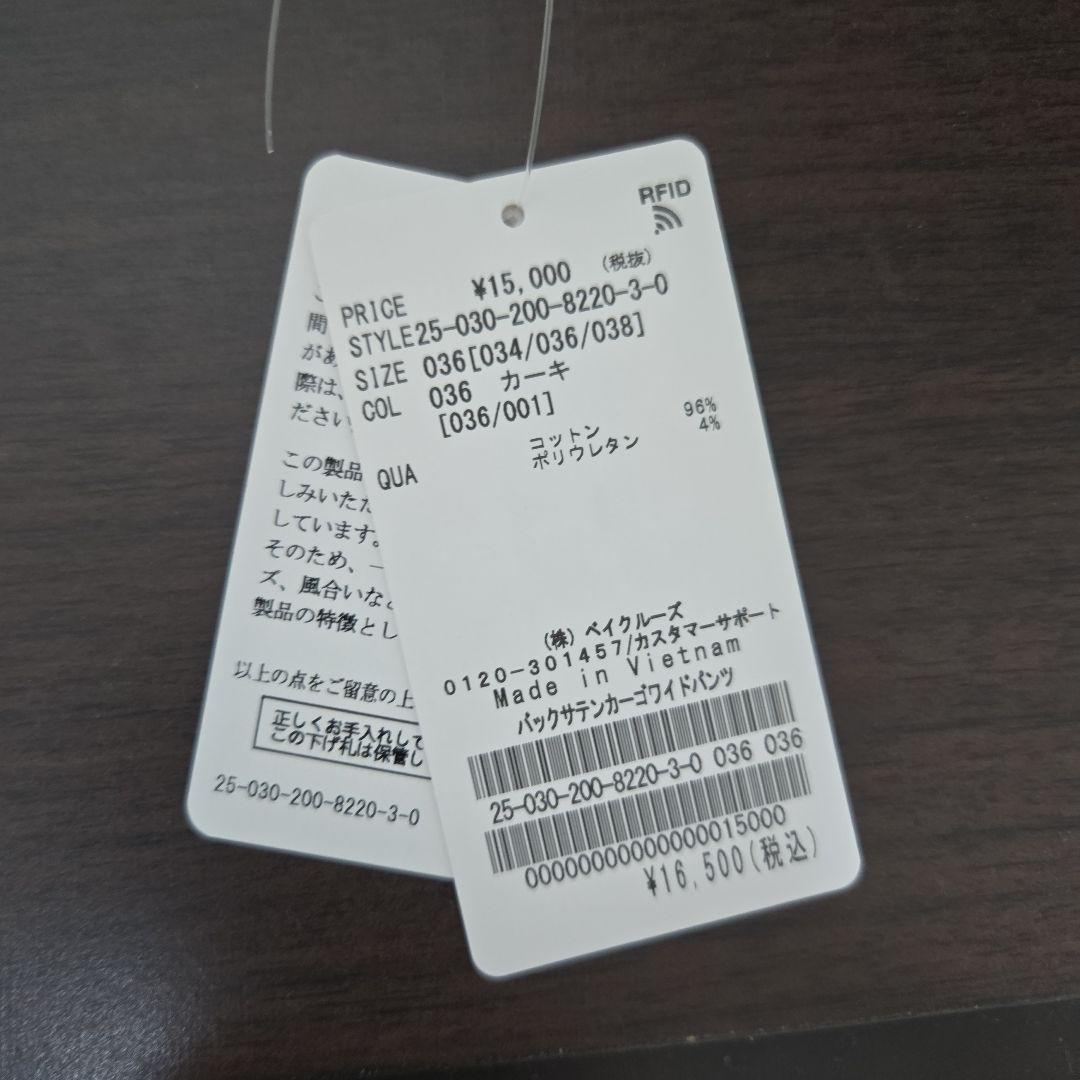 RFID
PRICE ¥15,000 (税抜)
STYLE25-030-200-8220-3-0
SIZE 036[034/036/038]
COL 036 カーキ
[036/001]
QUA コットン 96%
ポリウレタン 4%
(株) ベイクルーズ
0120-301457/カスタマーサポート
Made in Vietnam
バックサテンカーゴワイドパンツ
25-030-200-8220-3-0 036 036
00000000000000015000
¥16,500(税込)
間
があ
際は、
ださい
この製品
しみいただ
しています。
そのため、一
ズ、風合いなど
製品の特徴とし
以上の点をご留意の上
正しくお手入れして
この下げ札は保管し
25-030-200-8220-3-0